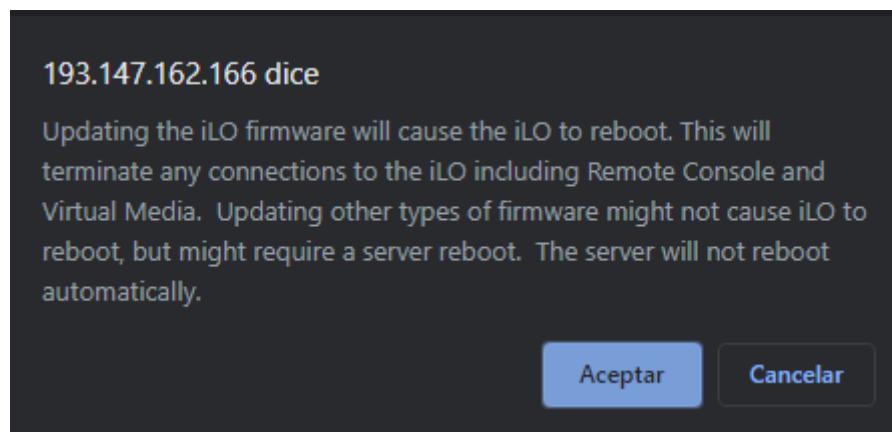 193.147.162.166 dice
Updating the iLO firmware will cause the iLO to reboot. This will
terminate any connections to the iLO including Remote Console and
Virtual Media.  Updating other types of firmware might not cause iLO to
reboot, but might require a server reboot.  The server will not reboot
automatically.
Aceptar
Cancelar